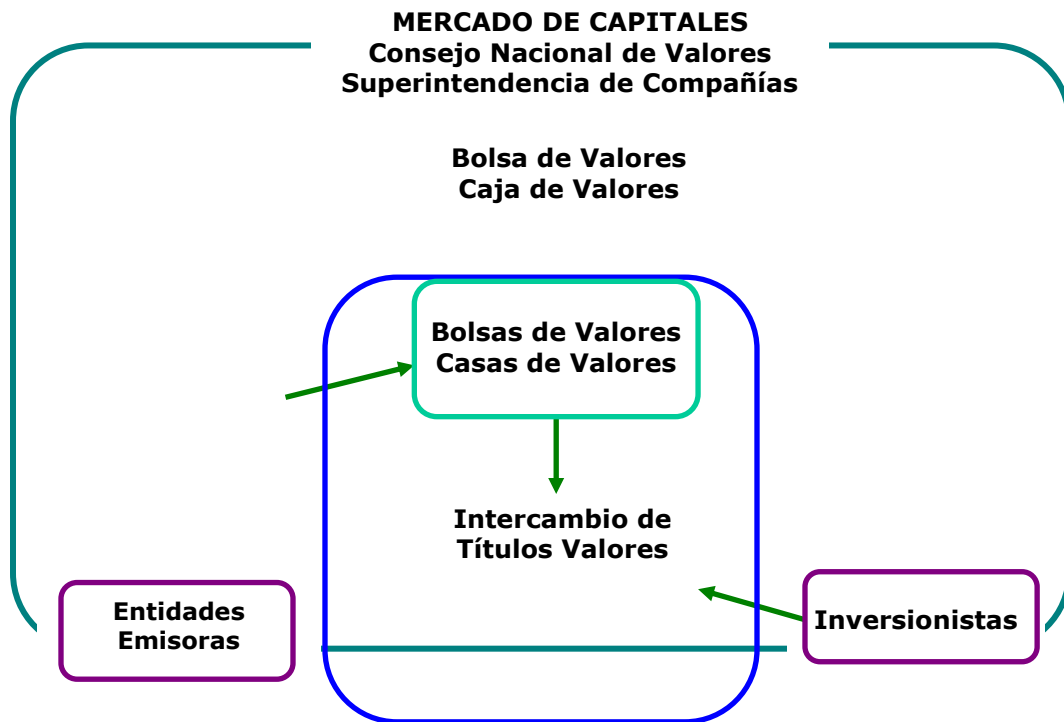 MERCADO DE CAPITALES
Consejo Nacional de Valores
Superintendencia de Compañías
Bolsa de Valores
Caja de Valores
Bolsas de Valores
Casas de Valores
Intercambio de
Títulos Valores
Entidades
Emisoras
Inversionistas